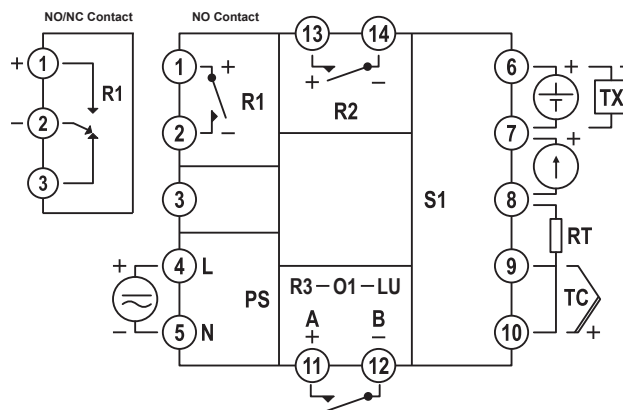 NO/NC Contact
NO Contact
13 14
+ 1
R1
- 2
3
1 +
R1
2 -
+ -
R2
6 +
TX
7 +
S1
8
3
RT
9
TC
10 +
+ 4 L
PS
- 5 N
R3-O1-LU
A B
+ -
11 12